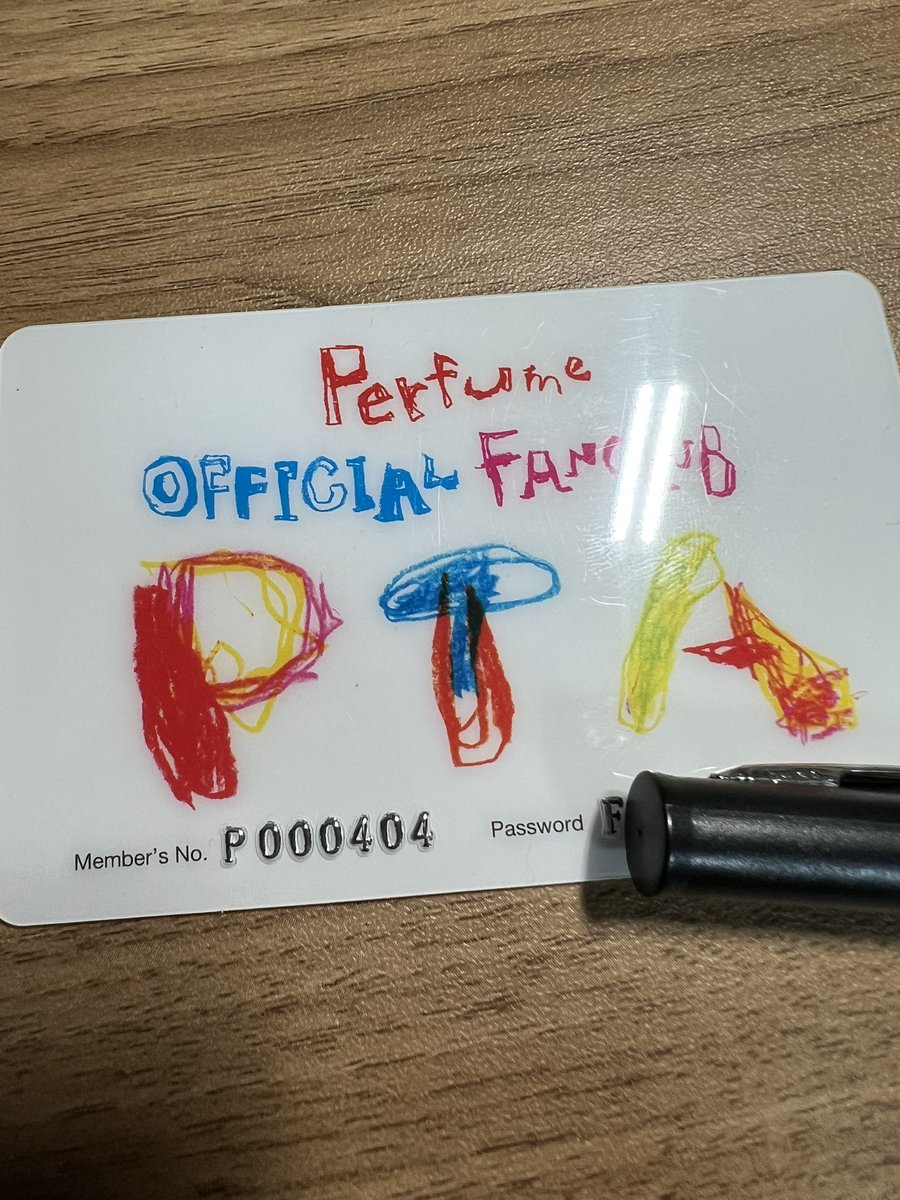 Perfume
OFFICIAL FANCLUB
PTA
Member's No. P000404 Password F